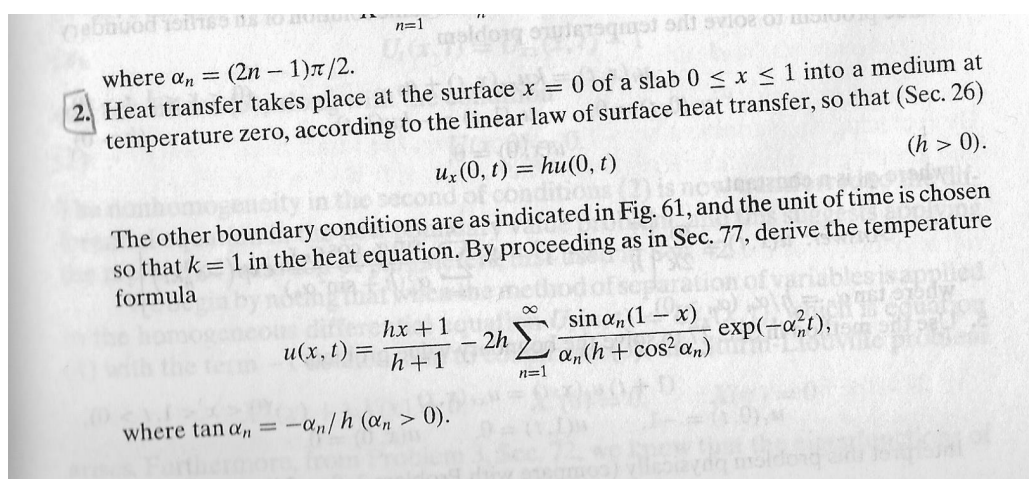 n=1
where αₙ = (2n − 1)π/2.
2. Heat transfer takes place at the surface x = 0 of a slab 0 ≤ x ≤ 1 into a medium at
temperature zero, according to the linear law of surface heat transfer, so that (Sec. 26)
uₓ(0, t) = hu(0, t) (h > 0).
The other boundary conditions are as indicated in Fig. 61, and the unit of time is chosen
so that k = 1 in the heat equation. By proceeding as in Sec. 77, derive the temperature
formula
u(x, t) = (hx + 1)/(h + 1) − 2h ∑_{n=1}^{∞} (sin αₙ(1 − x))/(αₙ(h + cos² αₙ)) exp(−αₙ² t),
where tan αₙ = −αₙ/h (αₙ > 0).